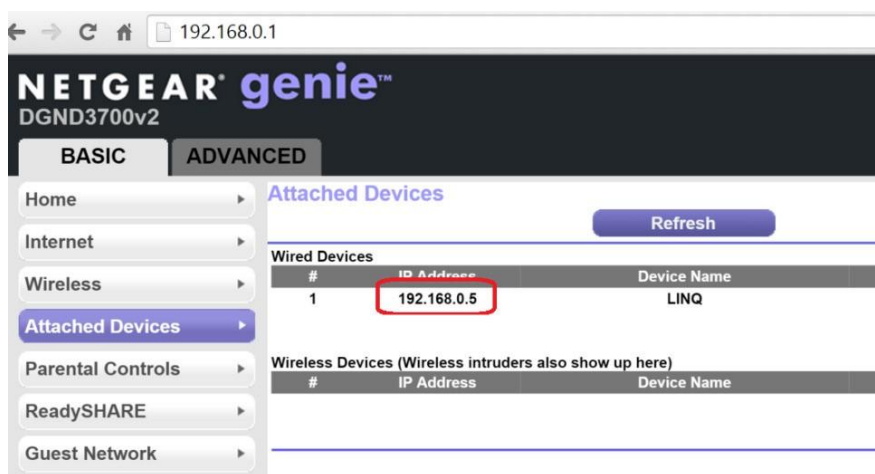 192.168.0.1
NETGEAR® genie™
DGND3700v2
BASIC ADVANCED
Home
Internet
Wireless
Attached Devices
Parental Controls
ReadySHARE
Guest Network
Attached Devices
Refresh
Wired Devices
# IP Address Device Name
1 192.168.0.5 LINQ
Wireless Devices (Wireless intruders also show up here)
# IP Address Device Name